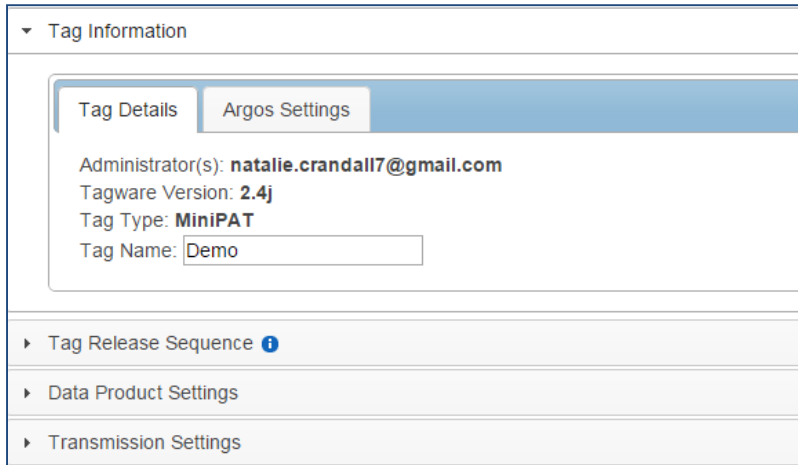 Tag Information
Tag Details
Argos Settings
Administrator(s): natalie.crandall7@gmail.com
Tagware Version: 2.4j
Tag Type: MiniPAT
Tag Name: Demo
Tag Release Sequence
Data Product Settings
Transmission Settings